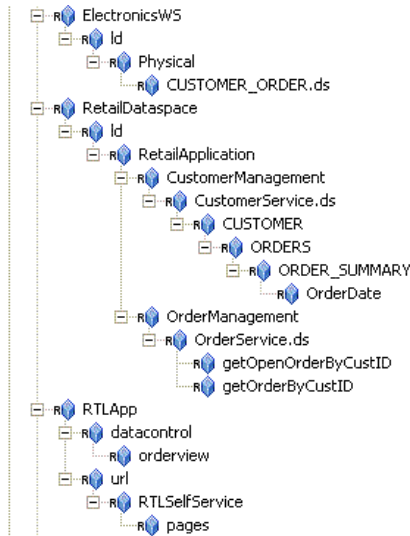 ElectronicsWS
ld
Physical
CUSTOMER_ORDER.ds
RetailDataspace
ld
RetailApplication
CustomerManagement
CustomerService.ds
CUSTOMER
ORDERS
ORDER_SUMMARY
OrderDate
OrderManagement
OrderService.ds
getOpenOrderByCustID
getOrderByCustID
RTLApp
datacontrol
orderview
url
RTLSelfService
pages